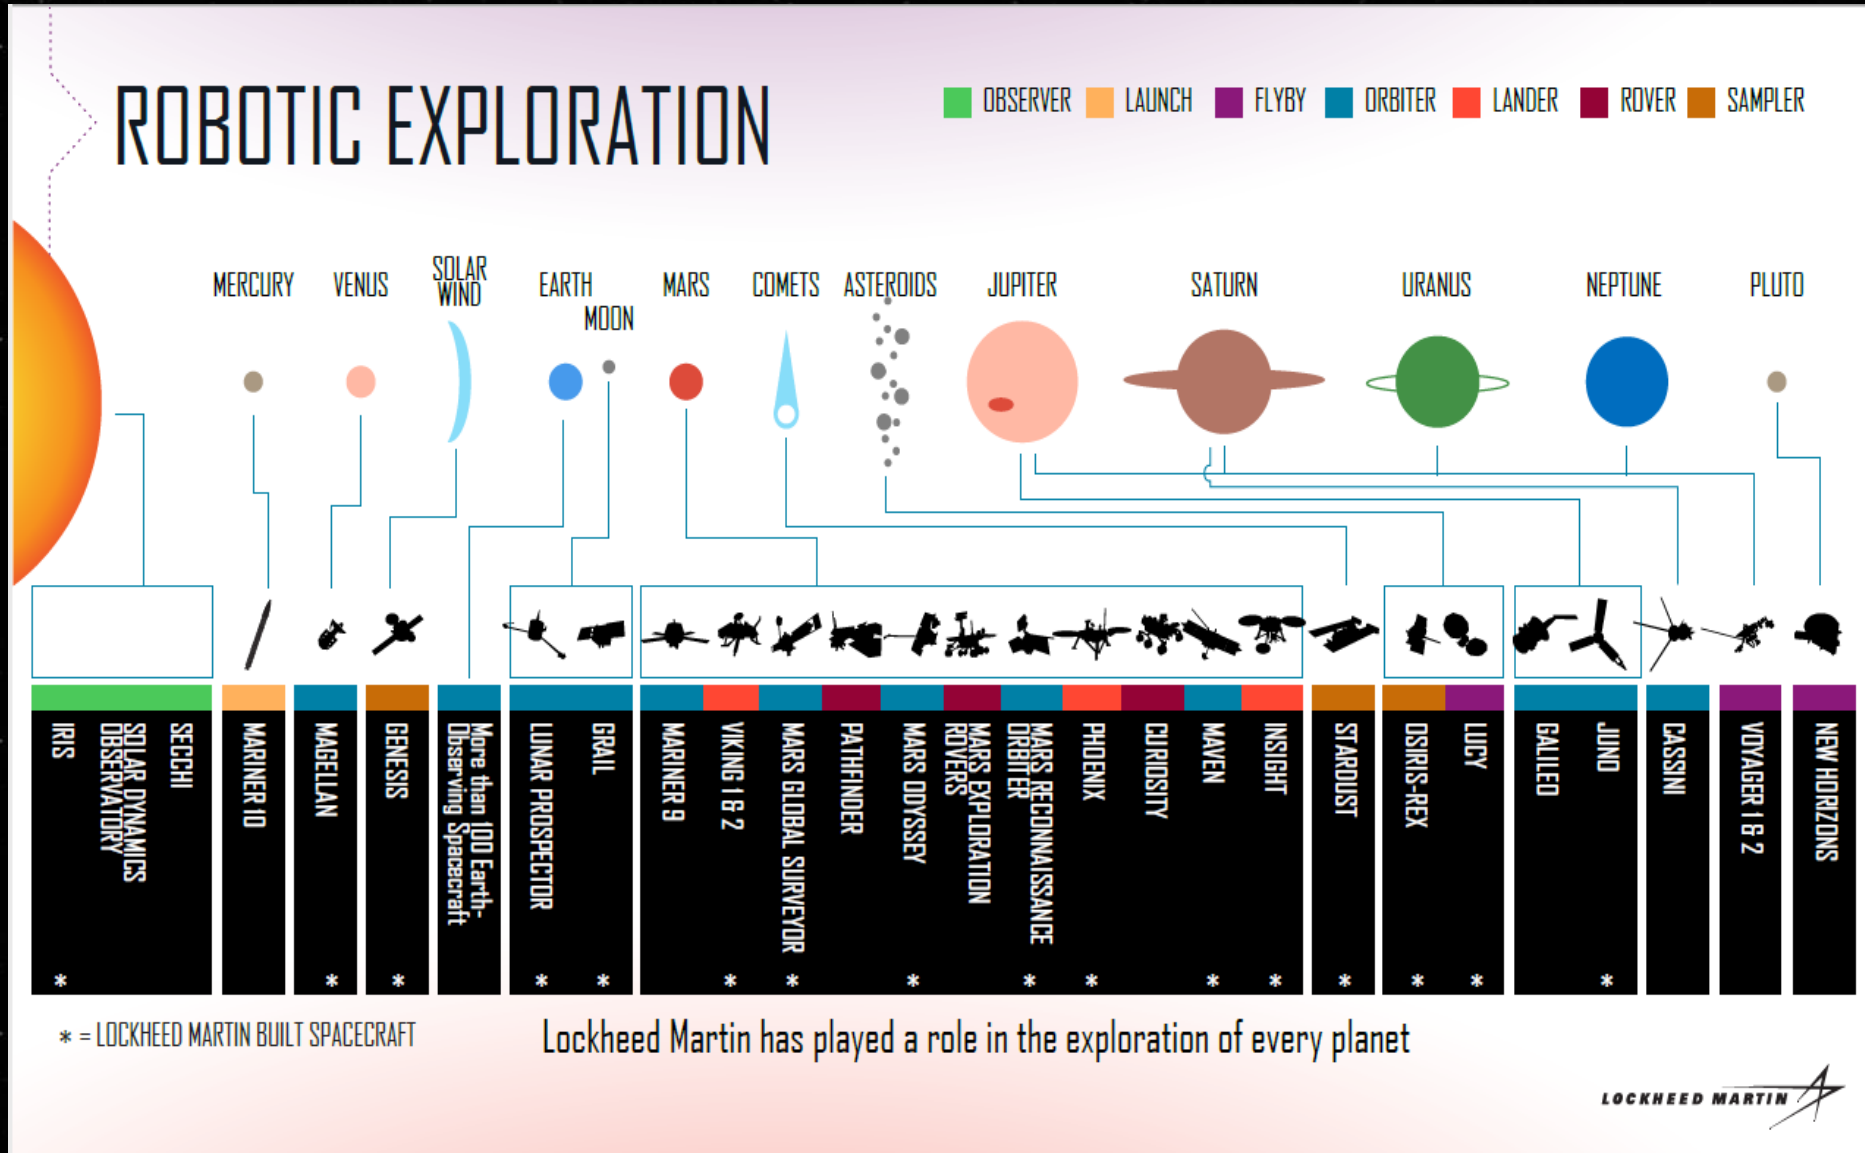 ROBOTIC EXPLORATION
OBSERVER
LAUNCH
FLYBY
ORBITER
LANDER
ROVER
SAMPLER
MERCURY
VENUS
SOLAR
WIND
EARTH
MOON
MARS
COMETS
ASTEROIDS
JUPITER
SATURN
URANUS
NEPTUNE
PLUTO
IRIS
SOLAR DYNAMICS
OBSERVATORY
SECCHI
MARINER 10
MAGELLAN
GENESIS
More than 100 Earth-
Observing Spacecraft
LUNAR PROSPECTOR
GRAIL
MARINER 9
VIKING 1 & 2
MARS GLOBAL SURVEYOR
PATHFINDER
MARS ODYSSEY
MARS EXPLORATION
ROVERS
MARS RECONNAISSANCE
ORBITER
PHOENIX
CURIOSITY
MAVEN
INSIGHT
STARDUST
OSIRIS-REX
LUCY
GALILEO
JUNO
CASSINI
VOYAGER 1 & 2
NEW HORIZONS
* * * * * * * * * * * * * * *
* = LOCKHEED MARTIN BUILT SPACECRAFT
Lockheed Martin has played a role in the exploration of every planet
LOCKHEED MARTIN